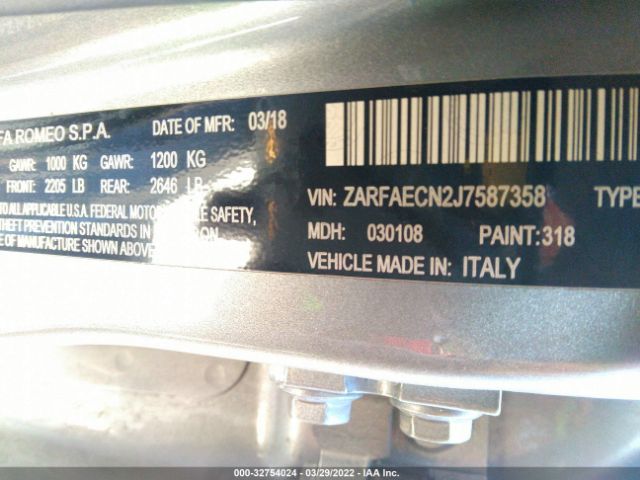 FA ROMEO S.P.A. DATE OF MFR: 03/18
GAWR: 1000 KG GAWR: 1200 KG
FRONT: 2205 LB REAR: 2646 LB
TO ALL APPLICABLE U.S.A. FEDERAL MOTOR VEHICLE SAFETY,
THEFT PREVENTION STANDARDS IN
E OF MANUFACTURE SHOWN ABOVE
VIN: ZARFAECN2J7587358 TYPE
MDH: 030108 PAINT:318
VEHICLE MADE IN: ITALY
000-32754024 | 03/29/2022 - IAA Inc.